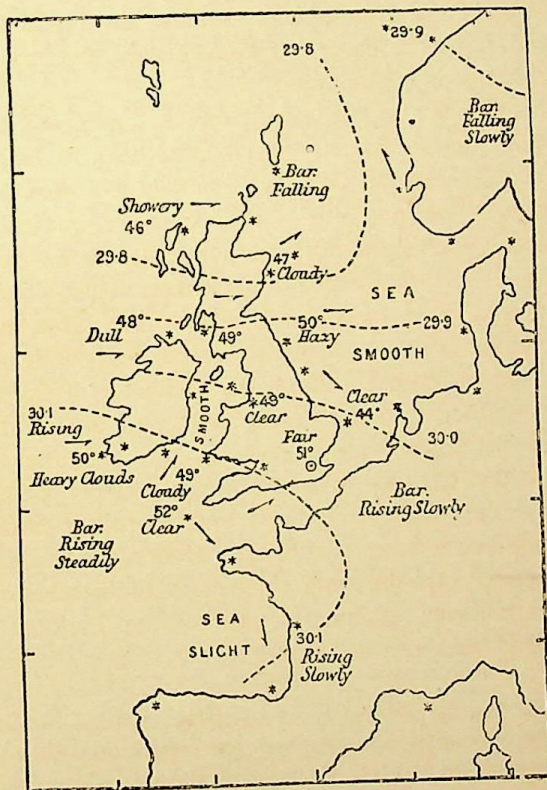 29.8
29.9
Bar.
Falling
Slowly
Bar.
Falling
Showery
46°
47
Cloudy
29.8
SEA
48°
50°
29.9
Dull
49°
Hazy
SMOOTH
SMOOTH
49°
Clear
Clear
44°
30.1
Rising
Fair
51°
30.0
50°
Heavy Clouds
49°
Cloudy
Bar.
Rising Slowly
52°
Clear
Bar.
Rising
Steadily
SEA
SLIGHT
30.1
Rising
Slowly